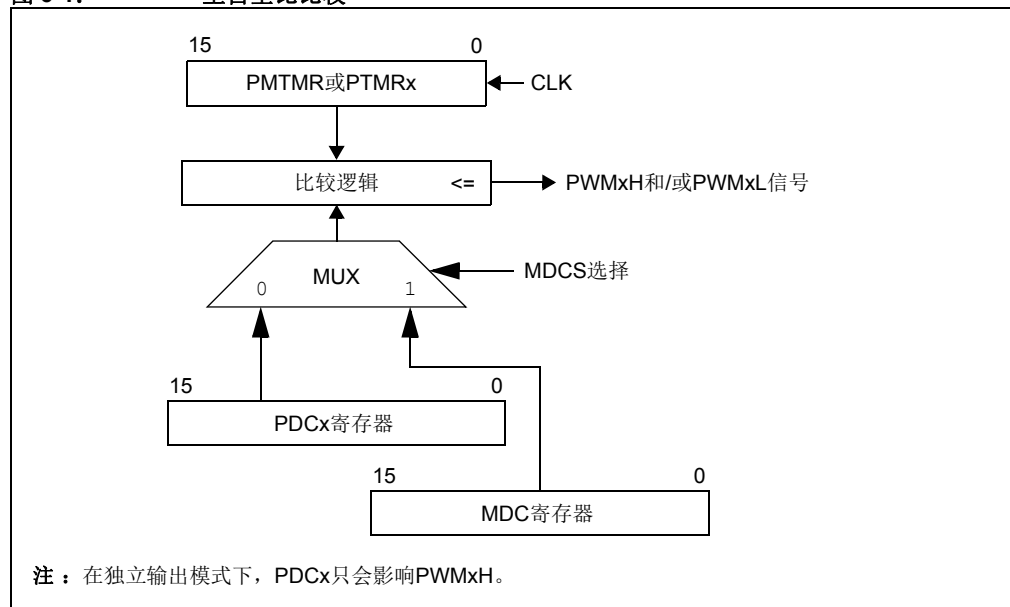 15 0
PMTMR或PTMRx
CLK
比较逻辑 <=
PWMxH和/或PWMxL信号
MUX
MDCS选择
0 1
15 0
PDCx寄存器
15 0
MDC寄存器
注：在独立输出模式下，PDCx只会影响PWMxH。